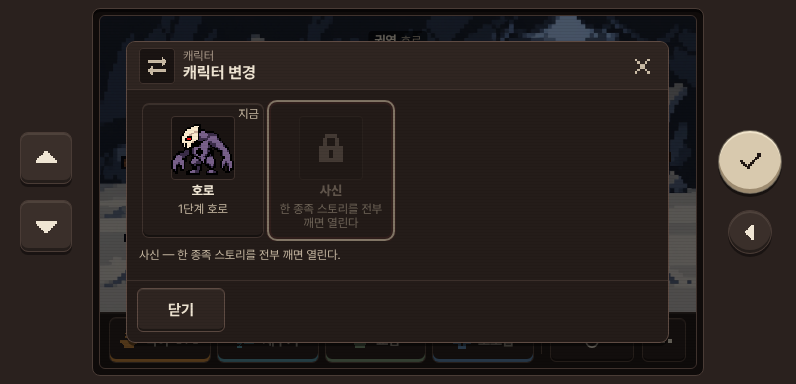 캐릭터
캐릭터 변경
지금
호로
1단계 호로
사신
한 종족 스토리를 전부
깨면 열린다
사신 — 한 종족 스토리를 전부 깨면 열린다.
닫기